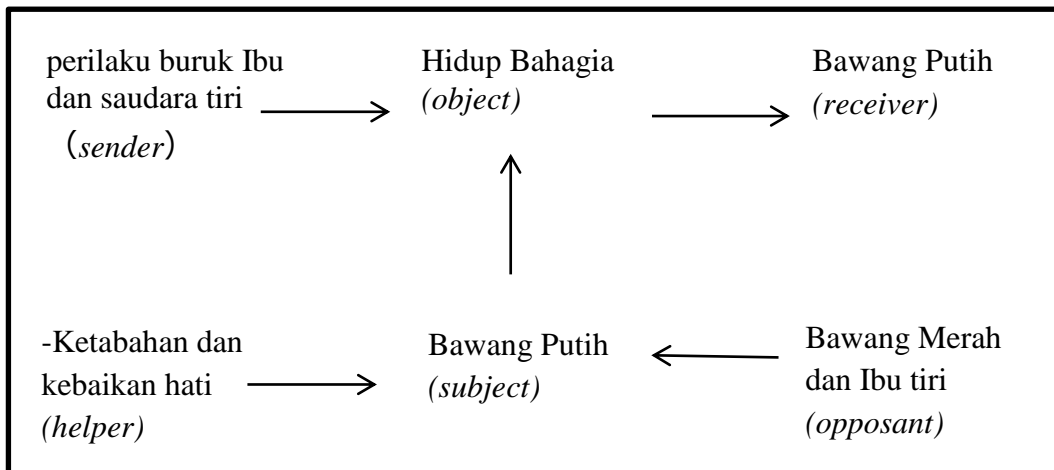 perilaku buruk Ibu
dan saudara tiri
(sender)
Hidup Bahagia
(object)
Bawang Putih
(receiver)
-Ketabahan dan
kebaikan hati
(helper)
Bawang Putih
(subject)
Bawang Merah
dan Ibu tiri
(opposant)